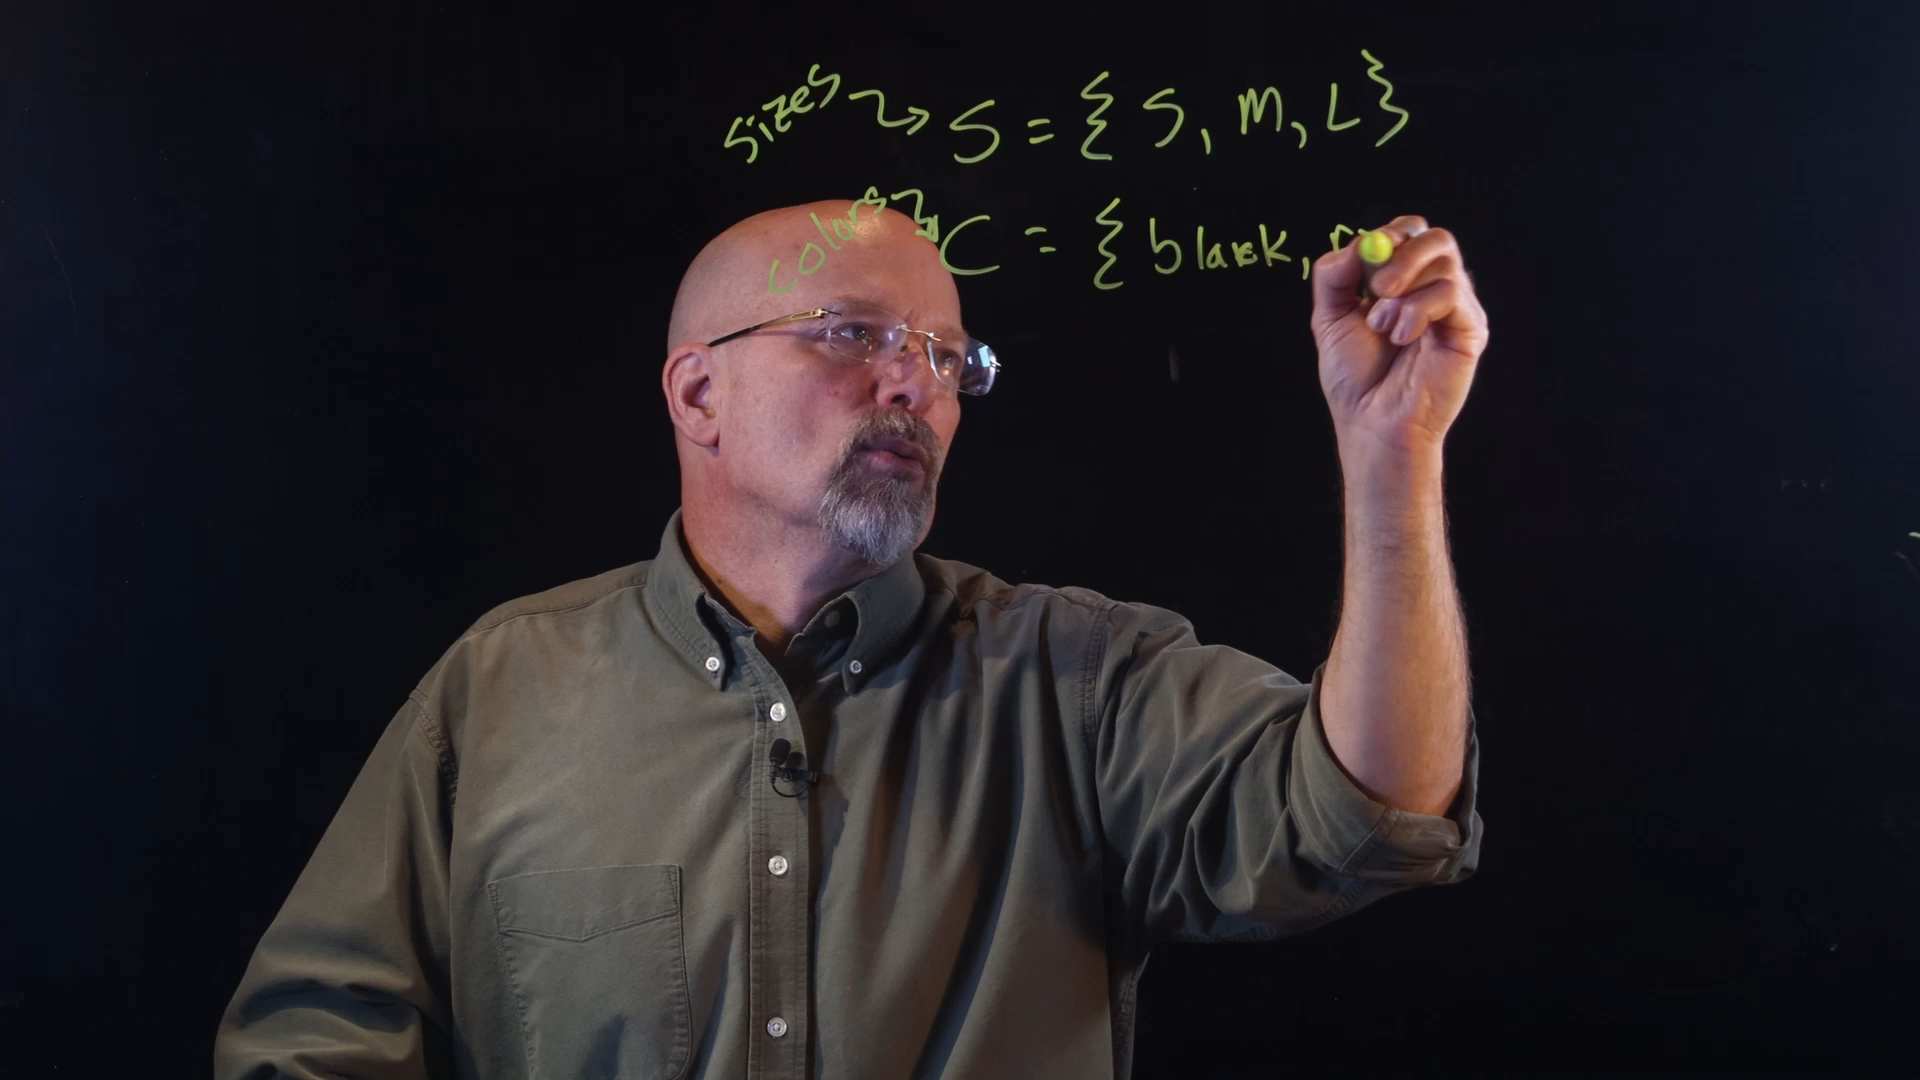 sizes → S = { S, M, L }
colors → C = { black,